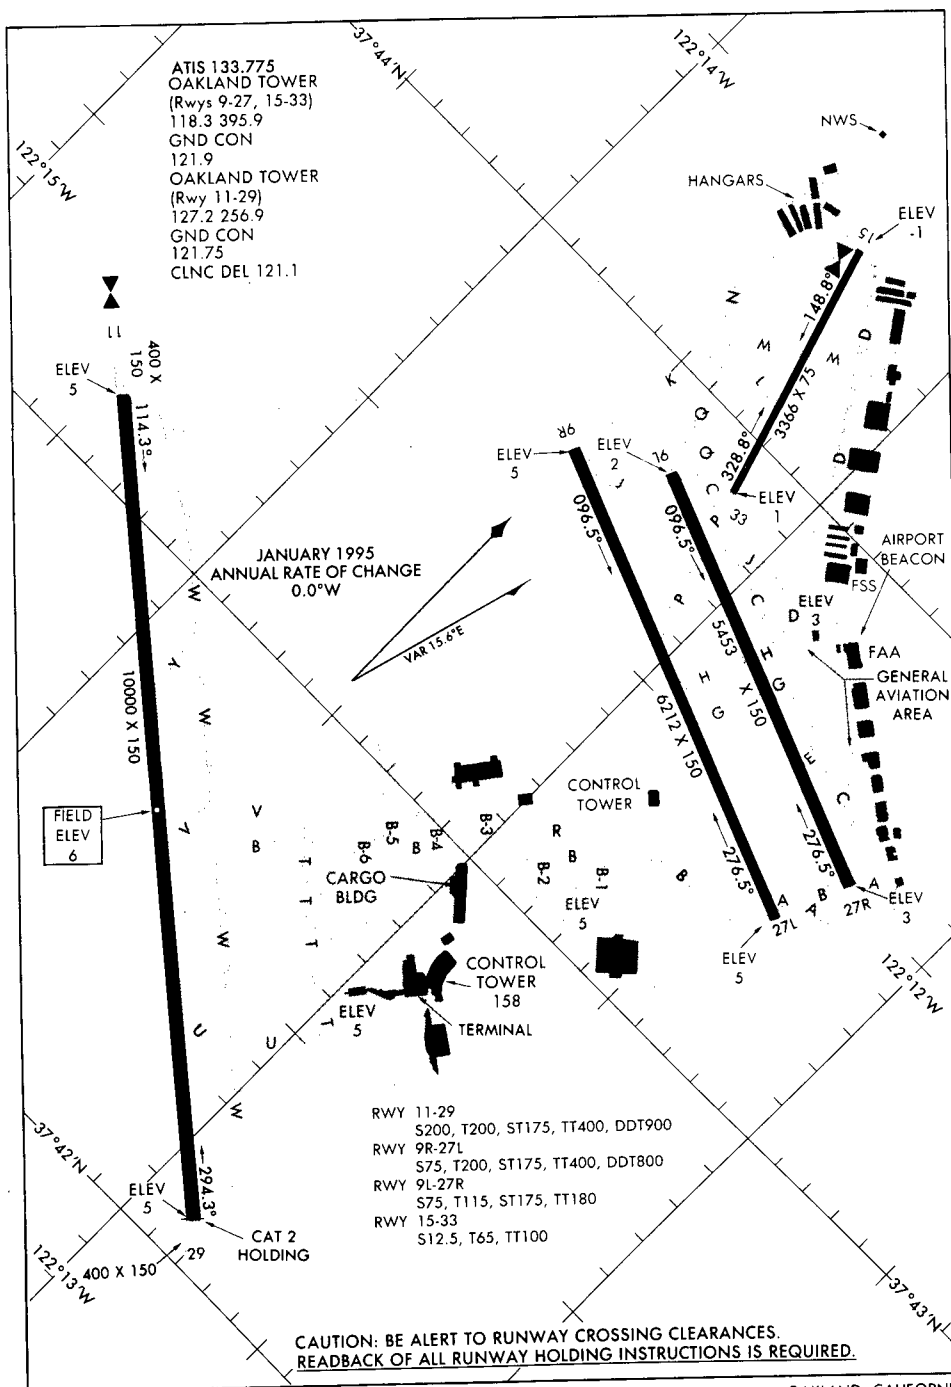 37°44'N
122°14'W
122°15'W
ATIS 133.775
OAKLAND TOWER
(Rwys 9-27, 15-33)
118.3 395.9
GND CON
121.9
OAKLAND TOWER
(Rwy 11-29)
127.2 256.9
GND CON
121.75
CLNC DEL 121.1
NWS
HANGARS
ELEV
-1
15
148.8°
3366 X 75
328.8°
33
ELEV
1
11
400 X
150
ELEV
5
114.3°
10000 X 150
FIELD
ELEV
6
294.3°
ELEV
5
CAT 2
HOLDING
29
400 X 150
9R
ELEV
5
096.5°
6212 X 150
276.5°
27L
ELEV
5
9L
ELEV
2
096.5°
5453
X 150
276.5°
27R
ELEV
3
JANUARY 1995
ANNUAL RATE OF CHANGE
0.0°W
VAR 15.6°E
Z
W
I
W
D
D
K
Q
Q
C
P
J
J
C
P
H
H
G
G
D
E
C
W
Y
W
V
V
B
W
U
U
W
T
T
T
T
T
B-6
B-5
B
B-4
B-3
R
B
B-2
B-1
B
A
A
B
A
AIRPORT
BEACON
FSS
ELEV
3
FAA
GENERAL
AVIATION
AREA
CONTROL
TOWER
CARGO
BLDG
ELEV
5
CONTROL
TOWER
158
TERMINAL
ELEV
5
122°12'W
37°42'N
122°13'W
37°43'N
RWY 11-29
S200, T200, ST175, TT400, DDT900
RWY 9R-27L
S75, T200, ST175, TT400, DDT800
RWY 9L-27R
S75, T115, ST175, TT180
RWY 15-33
S12.5, T65, TT100
CAUTION: BE ALERT TO RUNWAY CROSSING CLEARANCES.
READBACK OF ALL RUNWAY HOLDING INSTRUCTIONS IS REQUIRED.